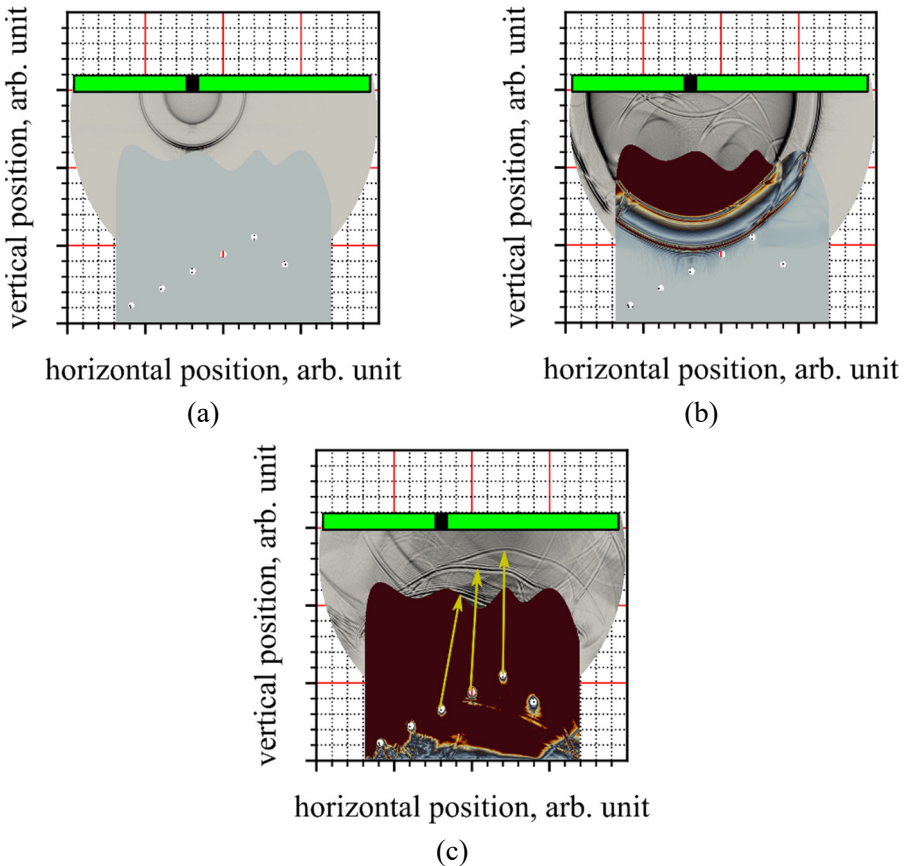 vertical position, arb. unit
horizontal position, arb. unit
(a)
vertical position, arb. unit
horizontal position, arb. unit
(b)
vertical position, arb. unit
horizontal position, arb. unit
(c)